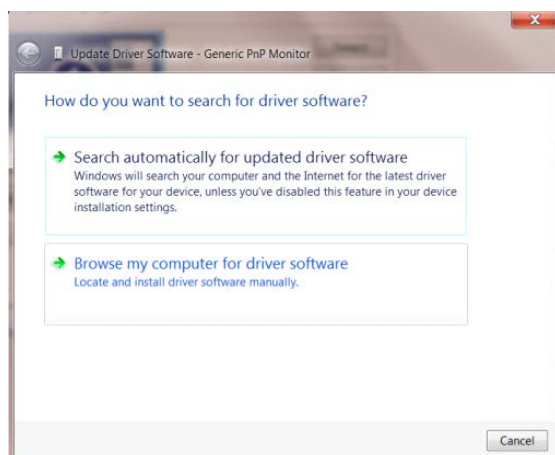 Update Driver Software - Generic PnP Monitor
How do you want to search for driver software?
Search automatically for updated driver software
Windows will search your computer and the Internet for the latest driver
software for your device, unless you've disabled this feature in your device
installation settings.
Browse my computer for driver software
Locate and install driver software manually.
Cancel